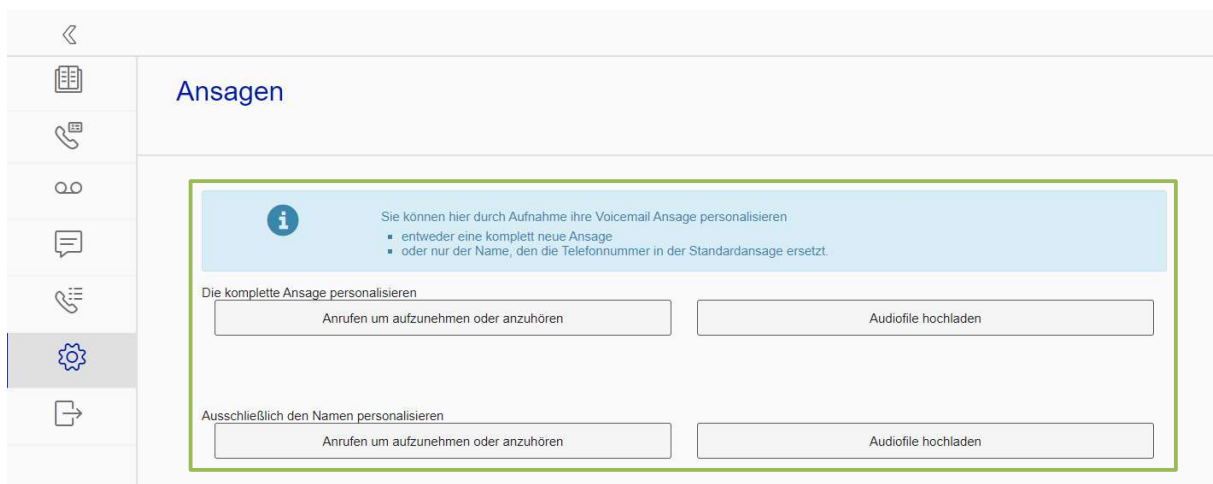 Ansagen
Sie können hier durch Aufnahme ihre Voicemail Ansage personalisieren
entweder eine komplett neue Ansage
oder nur der Name, den die Telefonnummer in der Standardansage ersetzt.
Die komplette Ansage personalisieren
Anrufen um aufzunehmen oder anzuhören
Audiofile hochladen
Ausschließlich den Namen personalisieren
Anrufen um aufzunehmen oder anzuhören
Audiofile hochladen